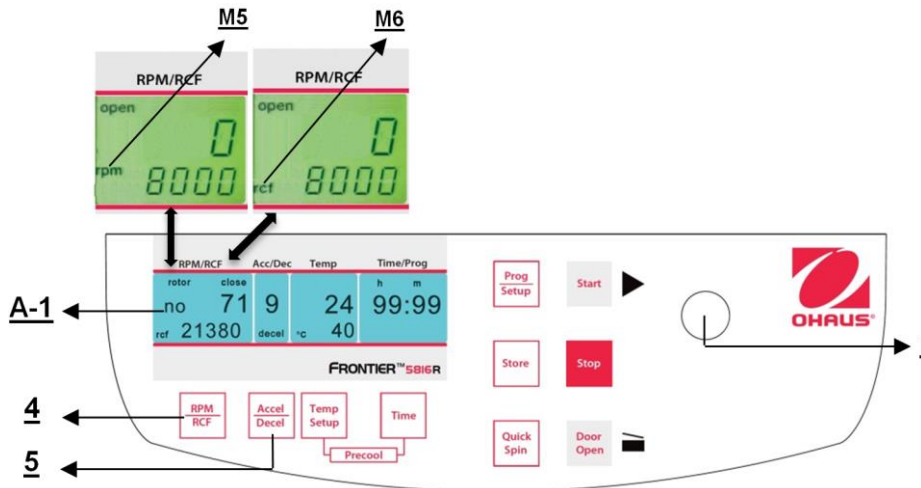 M5
M6
RPM/RCF
RPM/RCF
open
open
0
0
rpm 8000
rcf 8000
RPM/RCF Acc/Dec Temp Time/Prog
rotor close h m
no 71 9 24 99:99
rcf 21380 decel °C 40
A-1
FRONTIER™ 5816R
Prog
Setup
Start
OHAUS®
Store
Stop
4
RPM
RCF
Accel
Decel
Temp
Setup
Time
5
Precool
Quick
Spin
Door
Open